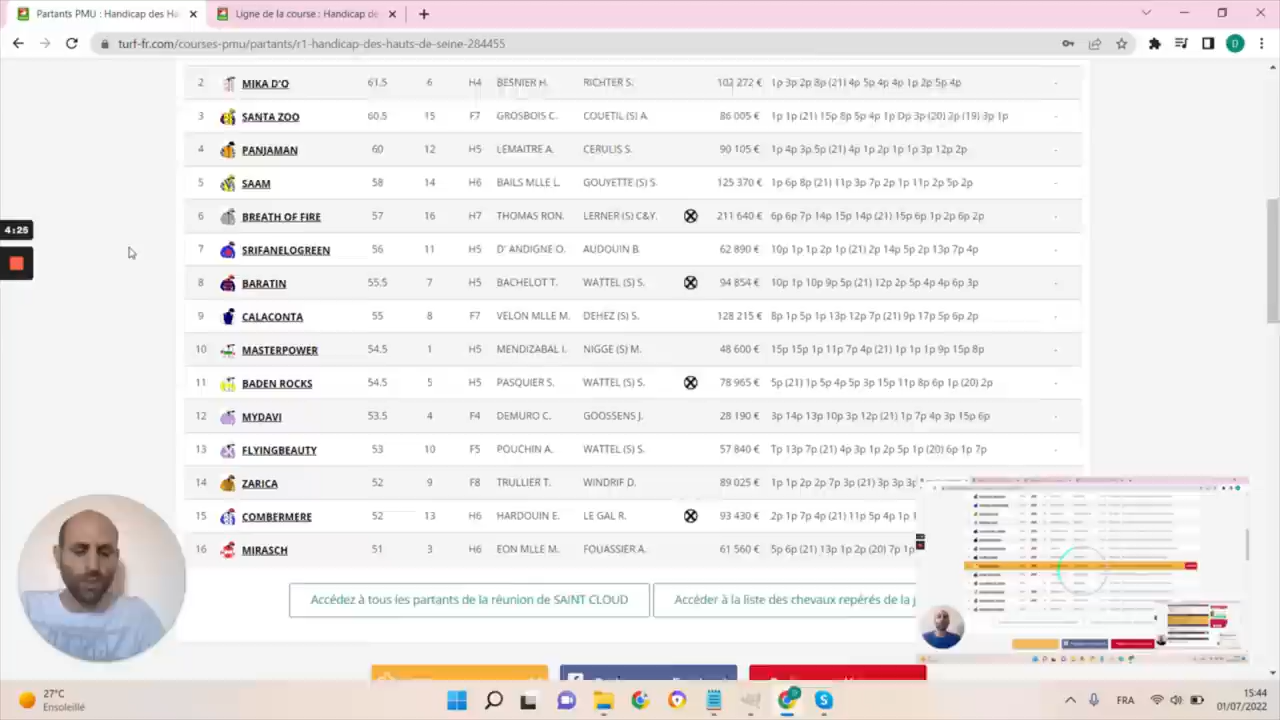 Partants PMU : Handicap des Ha
Ligne de la course : Handicap de
turf-fr.com/courses-pmu/partants/r1-handicap-des-hauts-de-seine-284455
2 MIKA D'O 61.5 6 H4 BESNIER H. RICHTER S. 102 272 € 1p 3p 2p 8p (21) 4p 5p 4p 4p 1p 2p 5p 4p
3 SANTA ZOO 60.5 15 F7 GROSBOIS C. COUETIL (S) A. 86 005 € 1p 1p (21) 15p 8p 5p 4p 1p Dp 3p (20) 2p (19) 3p 1p
4 PANJAMAN 60 12 H5 LEMAITRE A. CERULIS S. 90 105 € 1p 4p 3p 5p (21) 4p 1p 2p 1p 1p 3p 12p 2p
5 SAAM 58 14 H6 BAILS MLLE L. GOUYETTE (S) S. 125 370 € 1p 6p 8p (21) 11p 3p 7p 2p 1p 11p 2p 5p 2p
6 BREATH OF FIRE 57 16 H7 THOMAS RON. LERNER (S) C&Y. 211 640 € 6p 6p 7p 14p 15p 14p (21) 15p 6p 1p 2p 6p 2p
7 SRIFANELOGREEN 56 11 H5 D' ANDIGNE O. AUDOUIN B. 62 890 € 10p 1p 1p 2p 1p (21) 2p 14p 5p 2p 13p 7p 4p
8 BARATIN 55.5 7 H5 BACHELOT T. WATTEL (S) S. 94 854 € 10p 1p 10p 9p 5p (21) 12p 2p 5p 4p 4p 6p 3p
9 CALACONTA 55 8 F7 VELON MLLE M. DEHEZ (S) S. 128 215 € 8p 1p 5p 1p 13p 12p 7p (21) 9p 17p 5p 6p 2p
10 MASTERPOWER 54.5 1 H5 MENDIZABAL I. NIGGE (S) M. 48 600 € 15p 15p 1p 11p 7p 4p (21) 1p 1p 1p 9p 15p 8p
11 BADEN ROCKS 54.5 5 H5 PASQUIER S. WATTEL (S) S. 78 965 € 5p (21) 1p 5p 4p 5p 3p 15p 11p 8p 6p 1p (20) 2p
12 MYDAVI 53.5 4 F4 DEMURO C. GOOSSENS J. 28 190 € 3p 14p 13p 10p 3p 12p (21) 1p 7p 4p 3p 15p 6p
13 FLYINGBEAUTY 53 10 F5 POUCHIN A. WATTEL (S) S. 57 840 € Tp 13p 7p (21) 4p 3p 1p 2p 5p 1p (20) 6p 1p 7p
14 ZARICA 52 9 F8 TRULLIER T. WINDRIF D. 89 025 € 1p 1p 2p 2p 7p 3p (21) 3p 3p 3p
15 COMBERMERE 52 13 H6 HARDOUIN E. LE GAL R. 93 430 € 2p 1p 7p 4p (21) 11p 5p 4p 1p 1
16 MIRASCH 51 3 H6 EON MLLE M. FOUASSIER A. 61 560 € 5p 6p (21) 13p 1p 2p (20) 7p 1p
Accédez à tous les partants de la réunion de SAINT CLOUD
Accéder à la liste des chevaux repérés de la j
4:25
27°C
Ensoleillé
FRA
15:44
01/07/2022